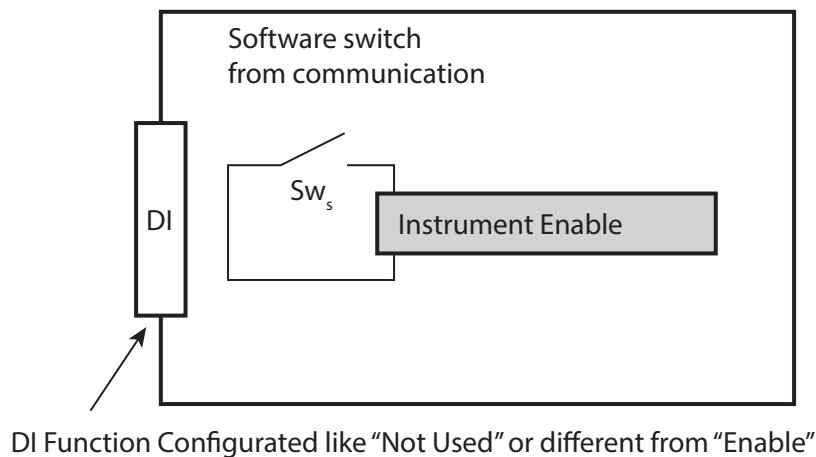 Software switch
from communication
Sws
DI
Instrument Enable
DI Function Configurated like “Not Used” or different from “Enable”